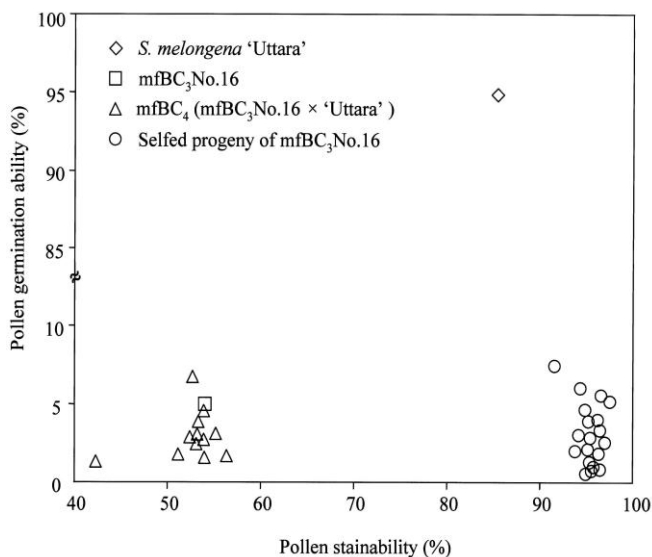 100
95
90
85
10
5
0
Pollen germination ability (%)
◇ S. melongena ‘Uttara’
□ mfBC₃No.16
△ mfBC₄ (mfBC₃No.16 × ‘Uttara’ )
○ Selfed progeny of mfBC₃No.16
40 50 60 70 80 90 100
Pollen stainability (%)